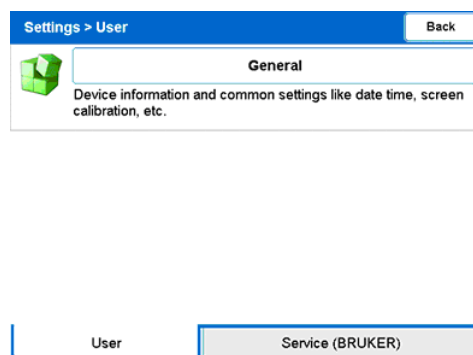 Settings > User
Back
General
Device information and common settings like date time, screen
calibration, etc.
User
Service (BRUKER)